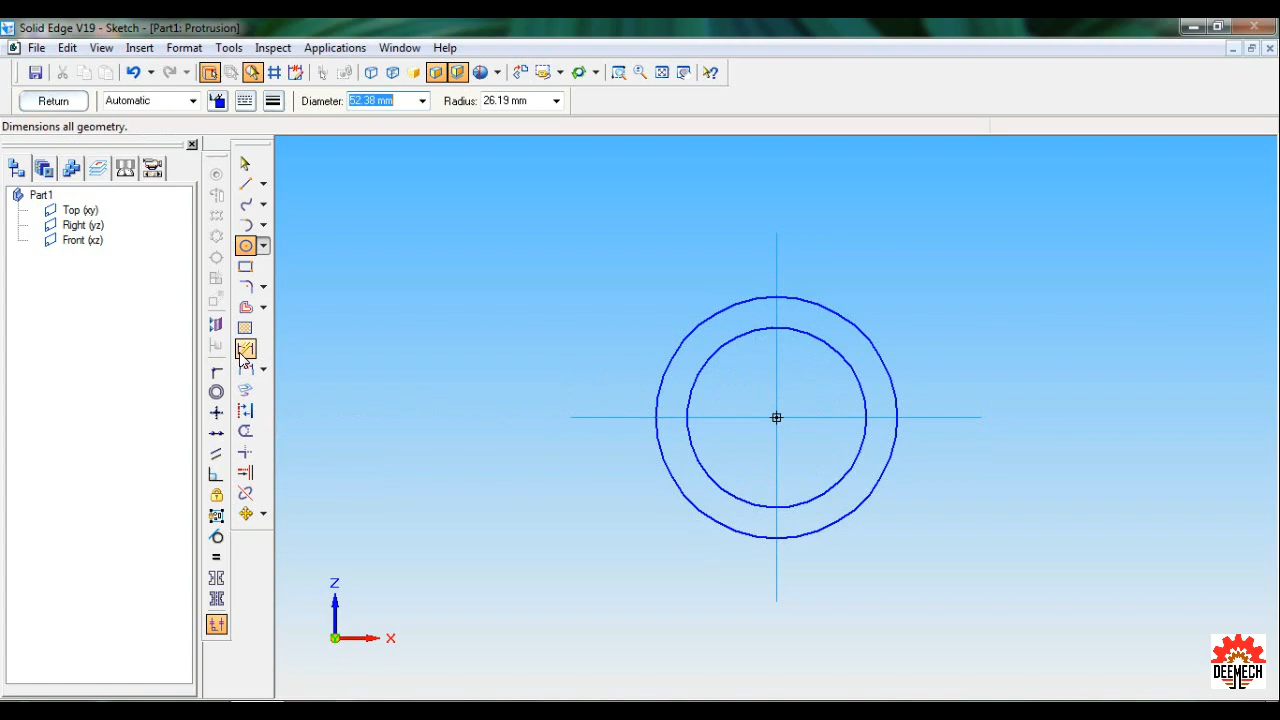 Solid Edge V19 - Sketch - [Part1: Protrusion]
File Edit View Insert Format Tools Inspect Applications Window Help
Return Automatic Diameter: 52.38 mm Radius: 26.19 mm
Dimensions all geometry.
Part1
Top (xy)
Right (yz)
Front (xz)
Z
X
DEEMECH